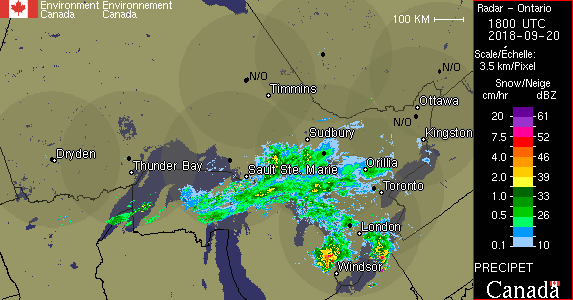 Environment Environnement
Canada Canada
100 KM
N/O
N/O
Timmins
Ottawa
N/O
Sudbury
Kingston
Dryden
Thunder Bay
Sault Ste. Marie
Orillia
Toronto
London
Windsor
Radar - Ontario
1800 UTC
2018-09-20
Scale/Échelle:
3.5 km/Pixel
Snow/Neige
cm/hr dBZ
20 61
7.5 52
4.0 46
2.0 39
1.0 33
0.5 26
0.1 10
PRECIPET
Canada